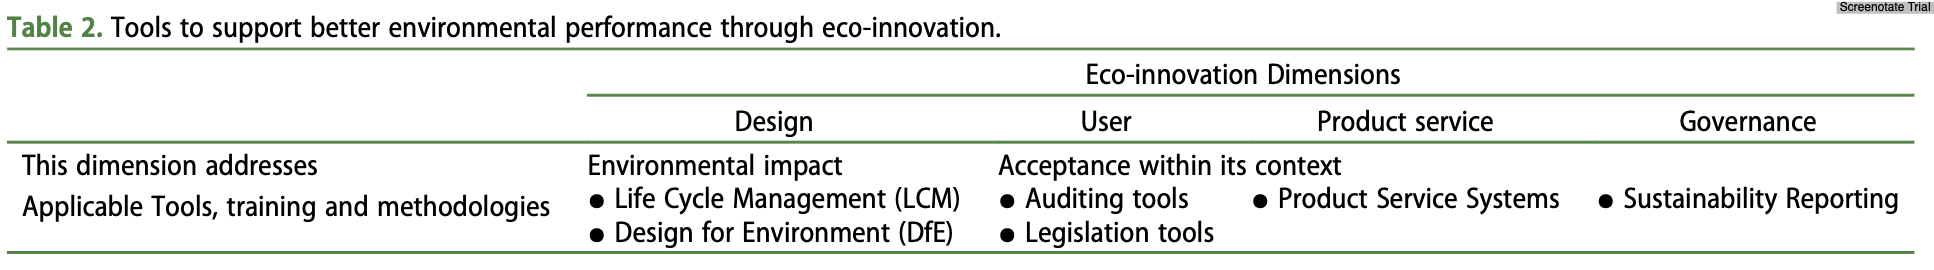 Screenotate Trial
Table 2. Tools to support better environmental performance through eco-innovation.
Eco-innovation Dimensions
Design User Product service Governance
This dimension addresses Environmental impact Acceptance within its context
Applicable Tools, training and methodologies ● Life Cycle Management (LCM) ● Auditing tools ● Product Service Systems ● Sustainability Reporting
● Design for Environment (DfE) ● Legislation tools